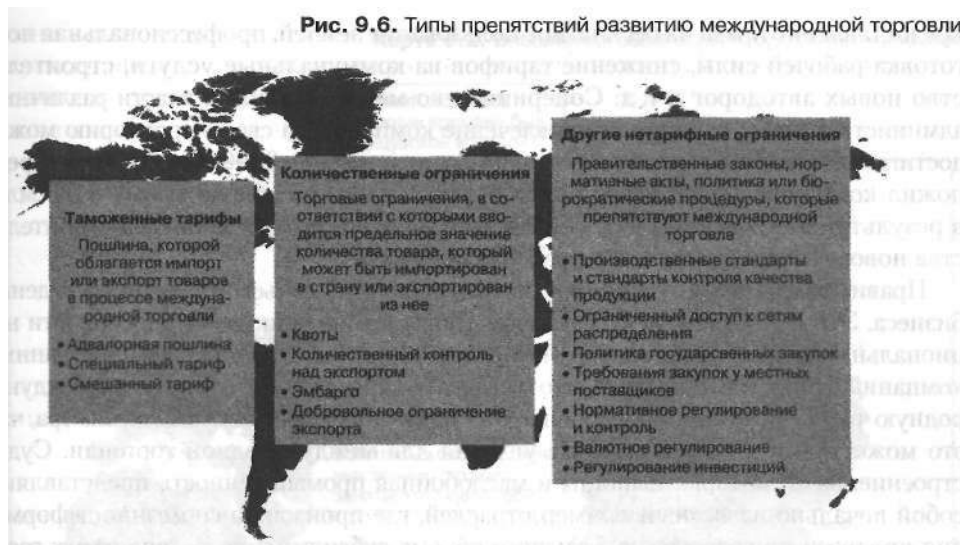 Рис. 9.6. Типы препятствий развитию международной торговли
Таможенные тарифы
Пошлина, которой
облагается импорт
или экспорт товаров
в процессе междуна-
родной торговли
• Адвалорная пошлина
• Специальный тариф
• Смешанный тариф
Количественные ограничения
Торговые ограничения, в со-
ответствии с которыми вво-
дится предельное значение
количества товара, который
может быть импортирован
в страну или экспортирован
из нее
• Квоты
• Количественный контроль
над экспортом
• Эмбарго
• Добровольное ограничение
экспорта
Другие нетарифные ограничения
Правительственные законы, нор-
мативные акты, политика или бю-
рократические процедуры, которые
препятствуют международной
торговле
• Производственные стандарты
и стандарты контроля качества
продукции
• Ограниченный доступ к сетям
распределения
• Политика государсвенных закупок
• Требования закупок у местных
поставщиков
• Нормативное регулирование
и контроль
• Валютное регулирование
• Регулирование инвестиций